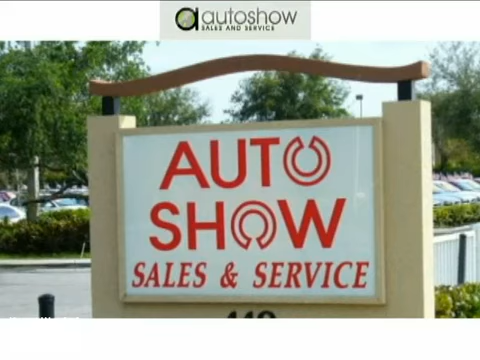 autoshow
SALES AND SERVICE
AUTO
SHOW
SALES & SERVICE